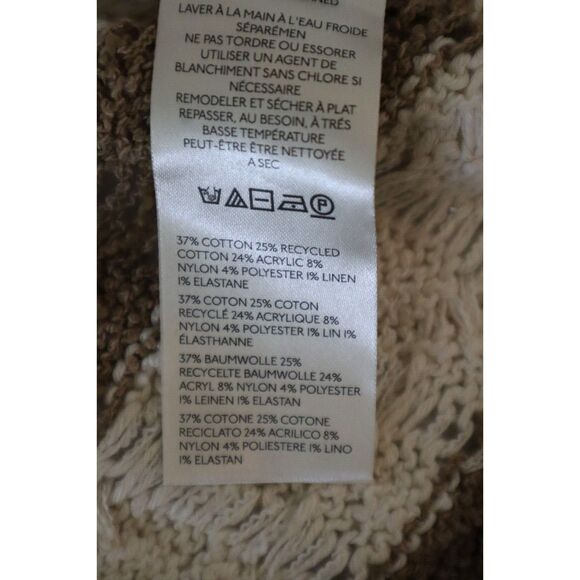 LAVER À LA MAIN À L'EAU FROIDE
SÉPARÉMEN
NE PAS TORDRE OU ESSORER
UTILISER UN AGENT DE
BLANCHIMENT SANS CHLORE SI
NÉCESSAIRE
REMODELER ET SÉCHER À PLAT
REPASSER, AU BESOIN, À TRÉS
BASSE TEMPÉRATURE
PEUT-ÊTRE ÊTRE NETTOYÉE
A SEC
P
37% COTTON 25% RECYCLED
COTTON 24% ACRYLIC 8%
NYLON 4% POLYESTER 1% LINEN
1% ELASTANE
37% COTON 25% COTON
RECYCLÉ 24% ACRYLIQUE 8%
NYLON 4% POLYESTER 1% LIN 1%
ÉLASTHANNE
37% BAUMWOLLE 25%
RECYCELTE BAUMWOLLE 24%
ACRYL 8% NYLON 4% POLYESTER
1% LEINEN 1% ELASTAN
37% COTONE 25% COTONE
RICICLATO 24% ACRILICO 8%
NYLON 4% POLIESTERE 1% LINO
1% ELASTAN